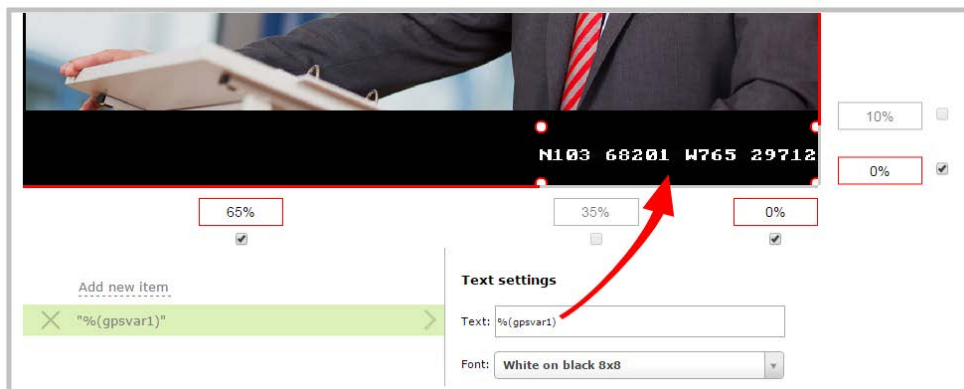 10%
N103 68201 W765 29712
0%
65% 35% 0%
Add new item
Text settings
"%(gpsvar1)"
Text: %(gpsvar1)
Font: White on black 8x8